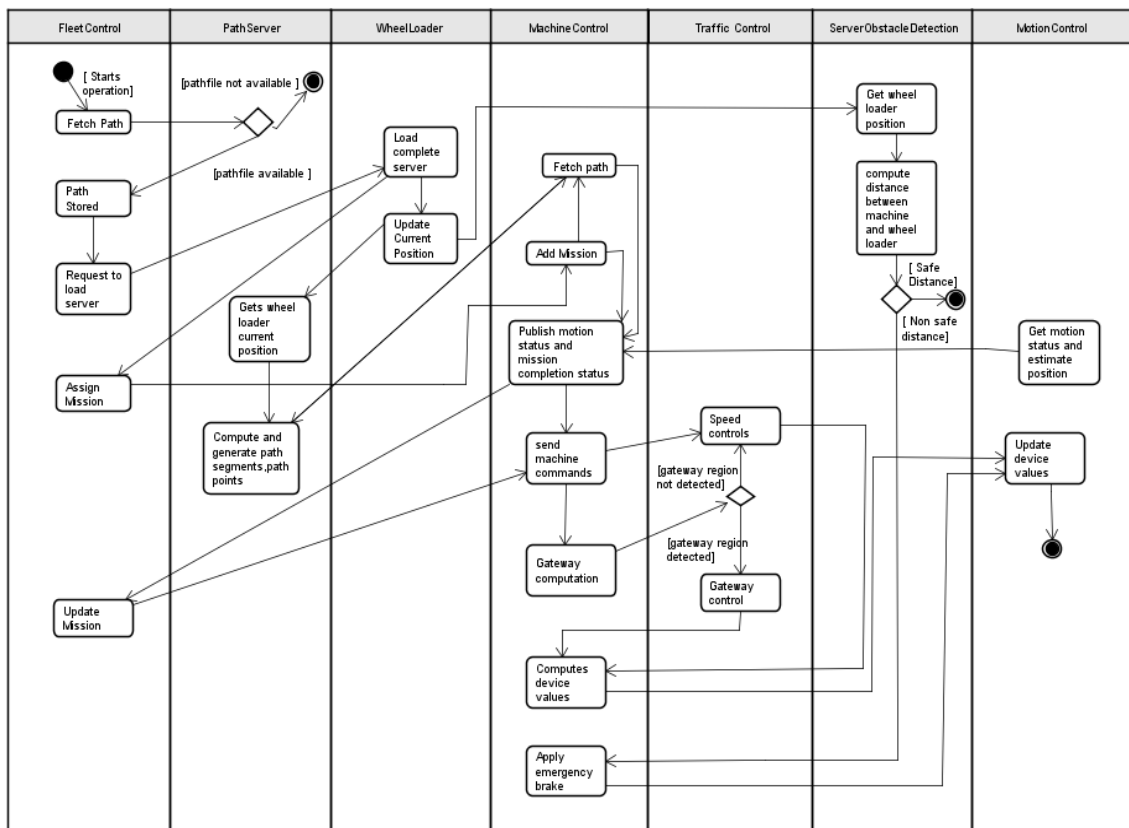 Fleet Control
Path Server
Wheel Loader
Machine Control
Traffic Control
Server Obstacle Detection
Motion Control
[ Starts
operation]
Fetch Path
[pathfile not available ]
[pathfile available ]
Path
Stored
Request to
load
server
Assign
Mission
Update
Mission
Gets wheel
loader
current
position
Compute and
generate path
segments,path
points
Load
complete
server
Update
Current
Position
Fetch path
Add Mission
Publish motion
status and
mission
completion status
send
machine
commands
Gateway
computation
Computes
device
values
Apply
emergency
brake
Speed
controls
[gateway region
not detected]
[gateway region
detected]
Gateway
control
Get wheel
loader
position
compute
distance
between
machine
and wheel
loader
[ Safe
Distance]
[ Non safe
distance]
Get motion
status and
estimate
position
Update
device
values